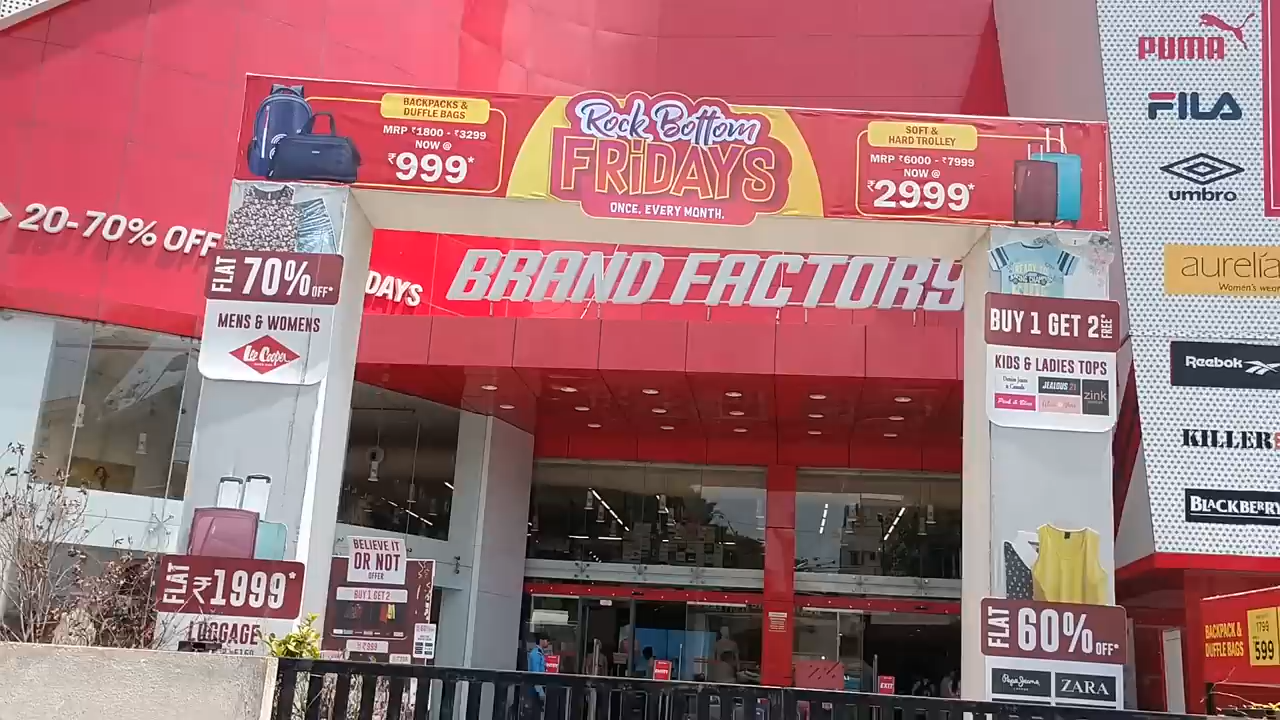 BACKPACKS &
DUFFLE BAGS
MRP ₹1800 - ₹3299
NOW @
₹999*
Rock Bottom
FRiDAYS
ONCE. EVERY MONTH.
SOFT &
HARD TROLLEY
MRP ₹6000 - ₹7999
NOW @
₹2999*
20-70% OFF
DAYS
BRAND FACTORY
FLAT 70% OFF*
MENS & WOMENS
Lee Cooper
FLAT ₹1999*
LUGGAGE
BELIEVE IT
OR NOT
OFFER
BUY 1 GET 2
BUY 1 GET 2 FREE*
KIDS & LADIES TOPS
JEALOUS 21
zink
FLAT 60% OFF*
Pepe Jeans
LONDON
ZARA
EXIT
PUMA
FILA
umbro
aurelia
Women's wear
Reebok
KILLER
BLACKBERRY
BACKPACK &
DUFFLE BAGS
1799
599